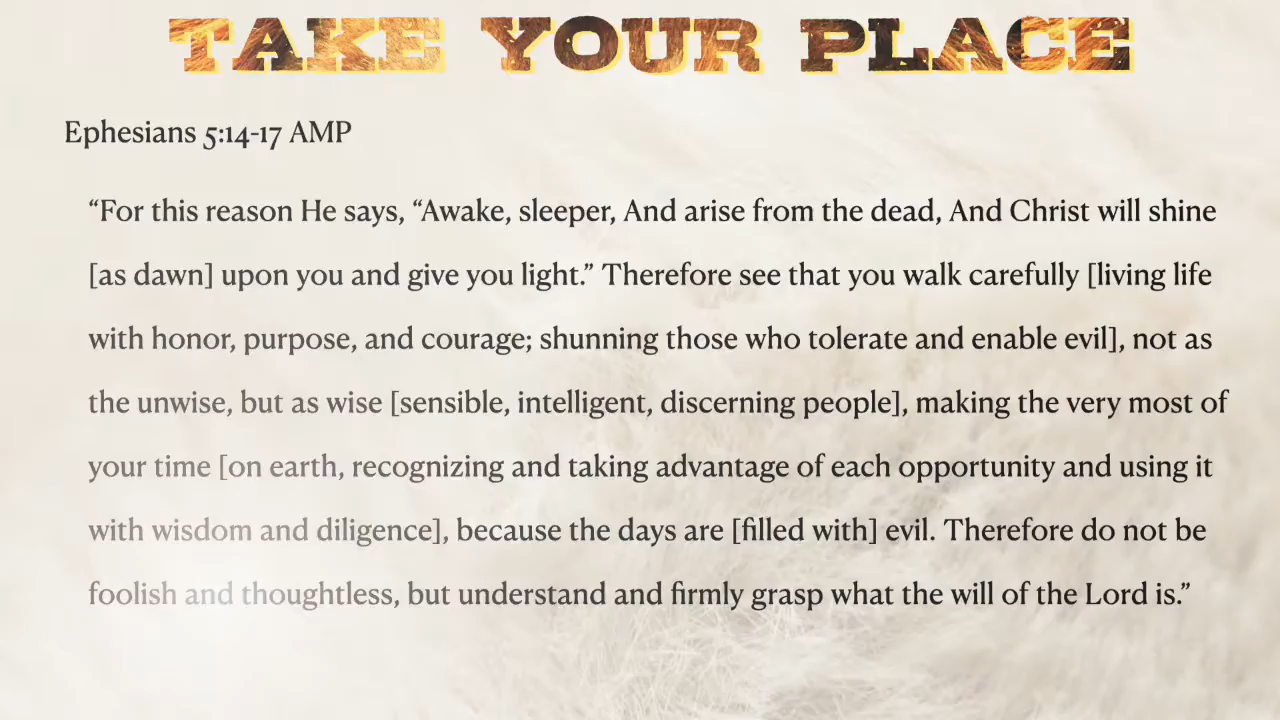 TAKE YOUR PLACE
Ephesians 5:14-17 AMP
“For this reason He says, “Awake, sleeper, And arise from the dead, And Christ will shine
[as dawn] upon you and give you light.” Therefore see that you walk carefully [living life
with honor, purpose, and courage; shunning those who tolerate and enable evil], not as
the unwise, but as wise [sensible, intelligent, discerning people], making the very most of
your time [on earth, recognizing and taking advantage of each opportunity and using it
with wisdom and diligence], because the days are [filled with] evil. Therefore do not be
foolish and thoughtless, but understand and firmly grasp what the will of the Lord is.”